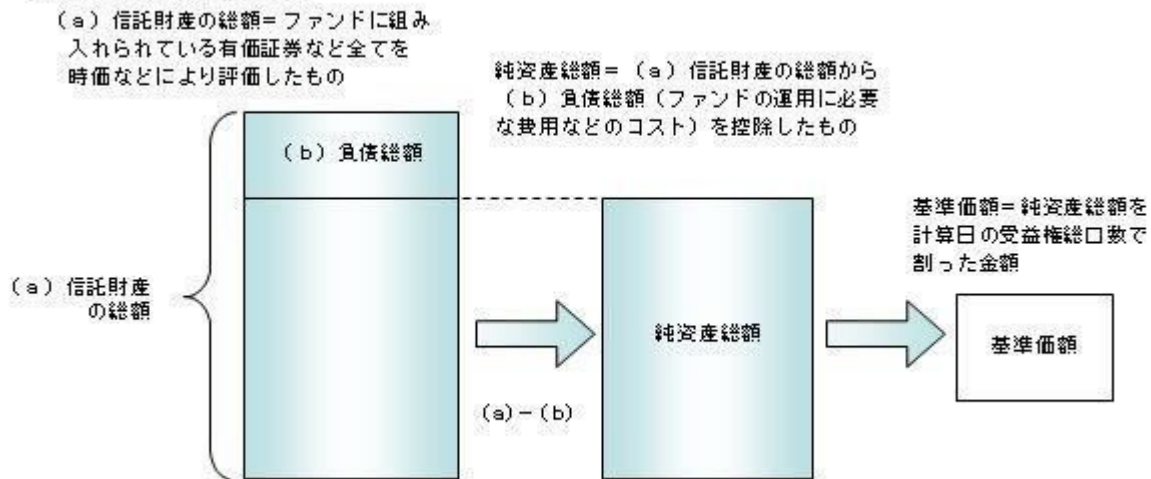 (a)信託財産の総額=ファンドに組み
入れられている有価証券など全てを
時価などにより評価したもの
純資産総額=(a)信託財産の総額から
(b)負債総額(ファンドの運用に必要
な費用などのコスト)を控除したもの
(b)負債総額
基準価額=純資産総額を
計算日の受益権総口数で
割った金額
(a)信託財産
の総額
純資産総額
基準価額
(a)-(b)